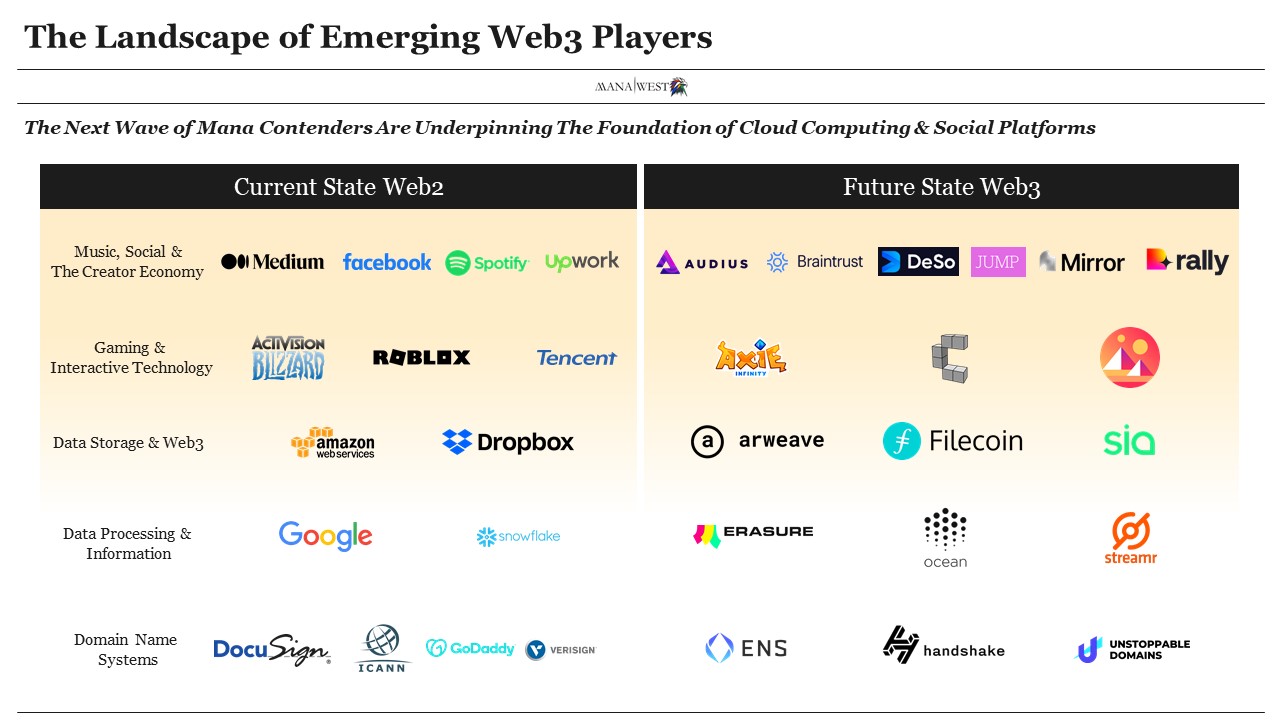 The Landscape of Emerging Web3 Players
MANA WEST
The Next Wave of Mana Contenders Are Underpinning The Foundation of Cloud Computing & Social Platforms
Current State Web2
Future State Web3
Music, Social &
The Creator Economy
Medium
facebook
Spotify
Upwork
AUDIUS
Braintrust
DeSo
JUMP
Mirror
rally
Gaming &
Interactive Technology
ACTIVISION
BLIZZARD
ROBLOX
Tencent
AXIE
INFINITY
Data Storage & Web3
amazon
web services
Dropbox
a
arweave
Filecoin
sia
Data Processing &
Information
Google
snowflake
ERASURE
ocean
streamr
Domain Name
Systems
DocuSign
ICANN
GoDaddy
VERISIGN
ENS
handshake
UNSTOPPABLE
DOMAINS